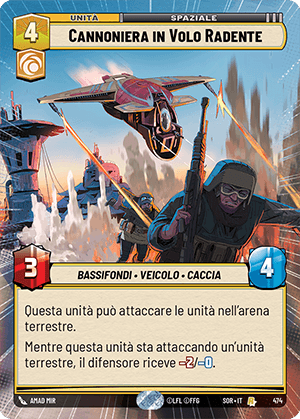 4
UNITÀ
SPAZIALE
CANNONIERA IN VOLO RADENTE
3
4
BASSIFONDI • VEICOLO • CACCIA
Questa unità può attaccare le unità nell'arena
terrestre.
Mentre questa unità sta attaccando un'unità
terrestre, il difensore riceve -2/-0.
AMAD MIR
©LFL ©FFG
SOR • IT
474